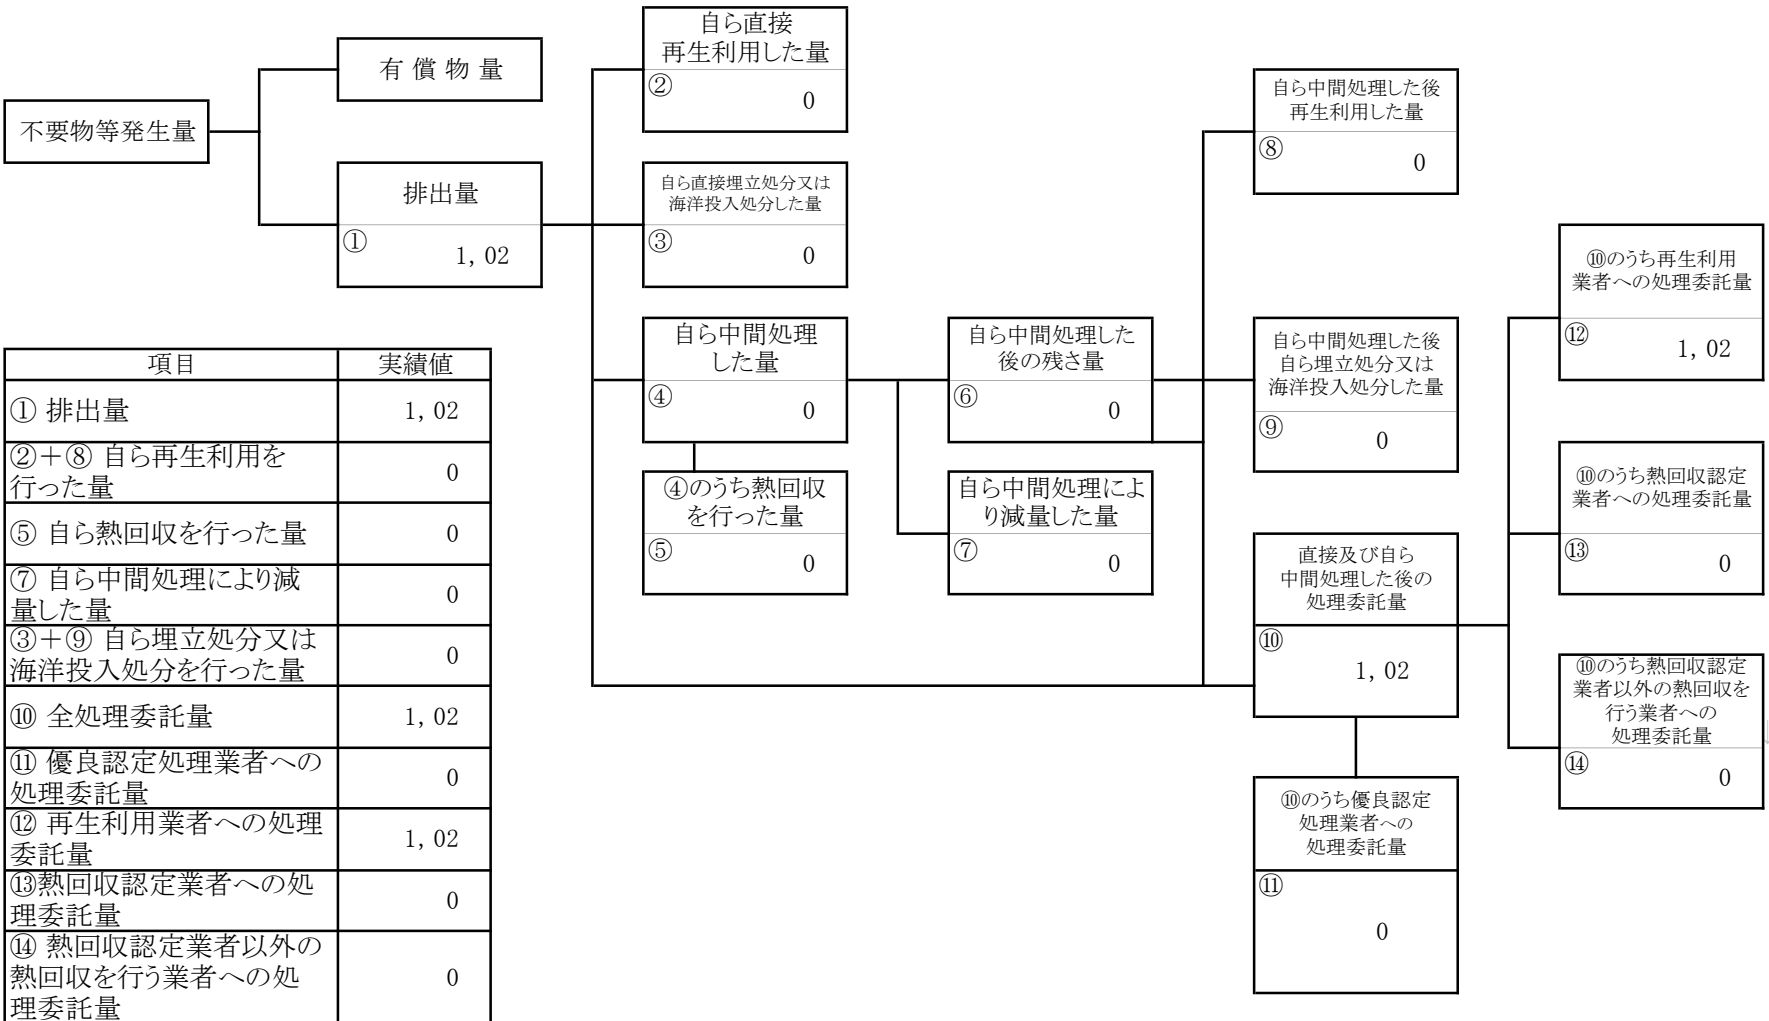 不要物等発生量
有 償 物 量
排出量
①
1, 02
自ら直接
再生利用した量
②
0
自ら直接埋立処分又は
海洋投入処分した量
③
0
自ら中間処理
した量
④
0
④のうち熱回収
を行った量
⑤
0
自ら中間処理した
後の残さ量
⑥
0
自ら中間処理によ
り減量した量
⑦
0
自ら中間処理した後
再生利用した量
⑧
0
自ら中間処理した後
自ら埋立処分又は
海洋投入処分した量
⑨
0
直接及び自ら
中間処理した後の
処理委託量
⑩
1, 02
⑩のうち優良認定
処理業者への
処理委託量
⑪
0
⑩のうち再生利用
業者への処理委託量
⑫
1, 02
⑩のうち熱回収認定
業者への処理委託量
⑬
0
⑩のうち熱回収認定
業者以外の熱回収を
行う業者への
処理委託量
⑭
0
項目 実績値
① 排出量 1, 02
②＋⑧ 自ら再生利用を
行った量 0
⑤ 自ら熱回収を行った量 0
⑦ 自ら中間処理により減
量した量 0
③＋⑨ 自ら埋立処分又は
海洋投入処分を行った量 0
⑩ 全処理委託量 1, 02
⑪ 優良認定処理業者への
処理委託量 0
⑫ 再生利用業者への処理
委託量 1, 02
⑬熱回収認定業者への処
理委託量 0
⑭ 熱回収認定業者以外の
熱回収を行う業者への処
理委託量 0